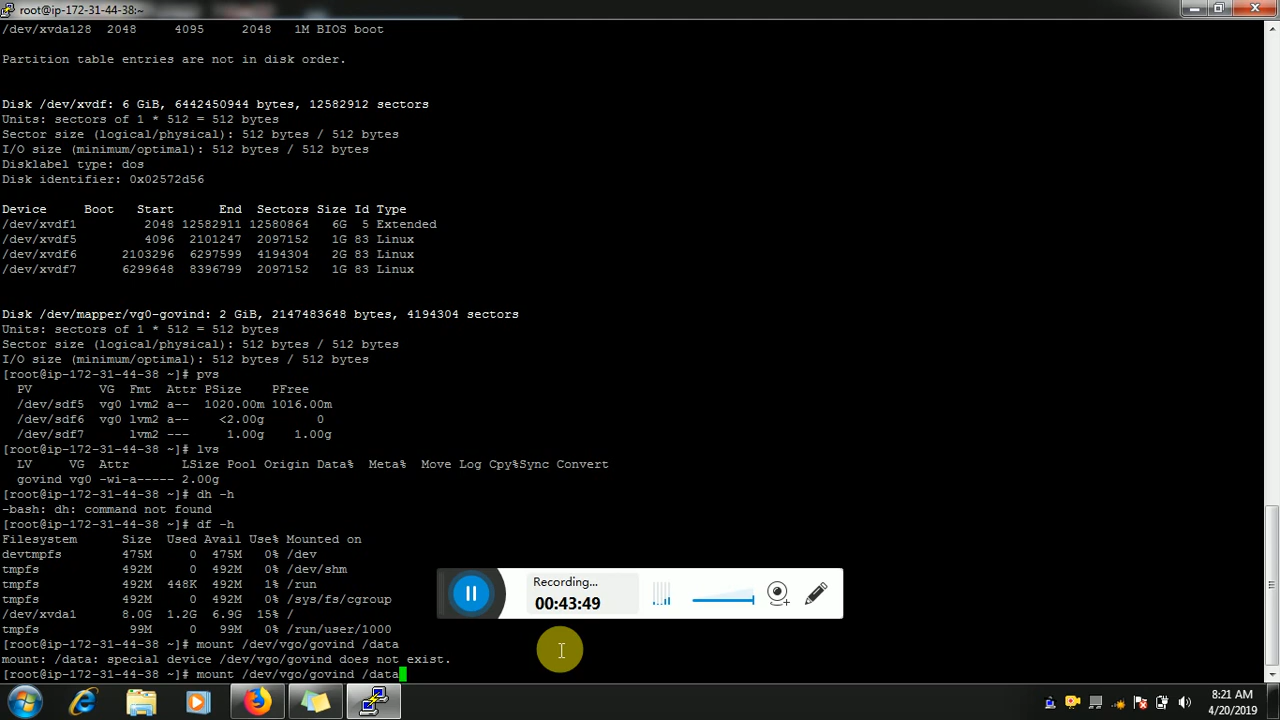 root@ip-172-31-44-38:~
/dev/xvda128  2048    4095    2048   1M BIOS boot
Partition table entries are not in disk order.
Disk /dev/xvdf: 6 GiB, 6442450944 bytes, 12582912 sectors
Units: sectors of 1 * 512 = 512 bytes
Sector size (logical/physical): 512 bytes / 512 bytes
I/O size (minimum/optimal): 512 bytes / 512 bytes
Disklabel type: dos
Disk identifier: 0x02572d56
Device     Boot   Start      End  Sectors Size Id Type
/dev/xvdf1         2048 12582911 12580864   6G  5 Extended
/dev/xvdf5         4096  2101247  2097152   1G 83 Linux
/dev/xvdf6      2103296  6297599  4194304   2G 83 Linux
/dev/xvdf7      6299648  8396799  2097152   1G 83 Linux
Disk /dev/mapper/vg0-govind: 2 GiB, 2147483648 bytes, 4194304 sectors
Units: sectors of 1 * 512 = 512 bytes
Sector size (logical/physical): 512 bytes / 512 bytes
I/O size (minimum/optimal): 512 bytes / 512 bytes
[root@ip-172-31-44-38 ~]# pvs
PV         VG  Fmt  Attr PSize    PFree
/dev/sdf5  vg0 lvm2 a--  1020.00m 1016.00m
/dev/sdf6  vg0 lvm2 a--    <2.00g       0
/dev/sdf7      lvm2 ---     1.00g    1.00g
[root@ip-172-31-44-38 ~]# lvs
LV     VG  Attr       LSize Pool Origin Data%  Meta%  Move Log Cpy%Sync Convert
govind vg0 -wi-a----- 2.00g
[root@ip-172-31-44-38 ~]# dh -h
-bash: dh: command not found
[root@ip-172-31-44-38 ~]# df -h
Filesystem      Size  Used Avail Use% Mounted on
devtmpfs        475M     0  475M   0% /dev
tmpfs           492M     0  492M   0% /dev/shm
tmpfs           492M  448K  492M   1% /run
tmpfs           492M     0  492M   0% /sys/fs/cgroup
/dev/xvda1      8.0G  1.2G  6.9G  15% /
tmpfs            99M     0   99M   0% /run/user/1000
[root@ip-172-31-44-38 ~]# mount /dev/vgo/govind /data
mount: /data: special device /dev/vgo/govind does not exist.
[root@ip-172-31-44-38 ~]# mount /dev/vgo/govind /data
Recording...
00:43:49
8:21 AM
4/20/2019